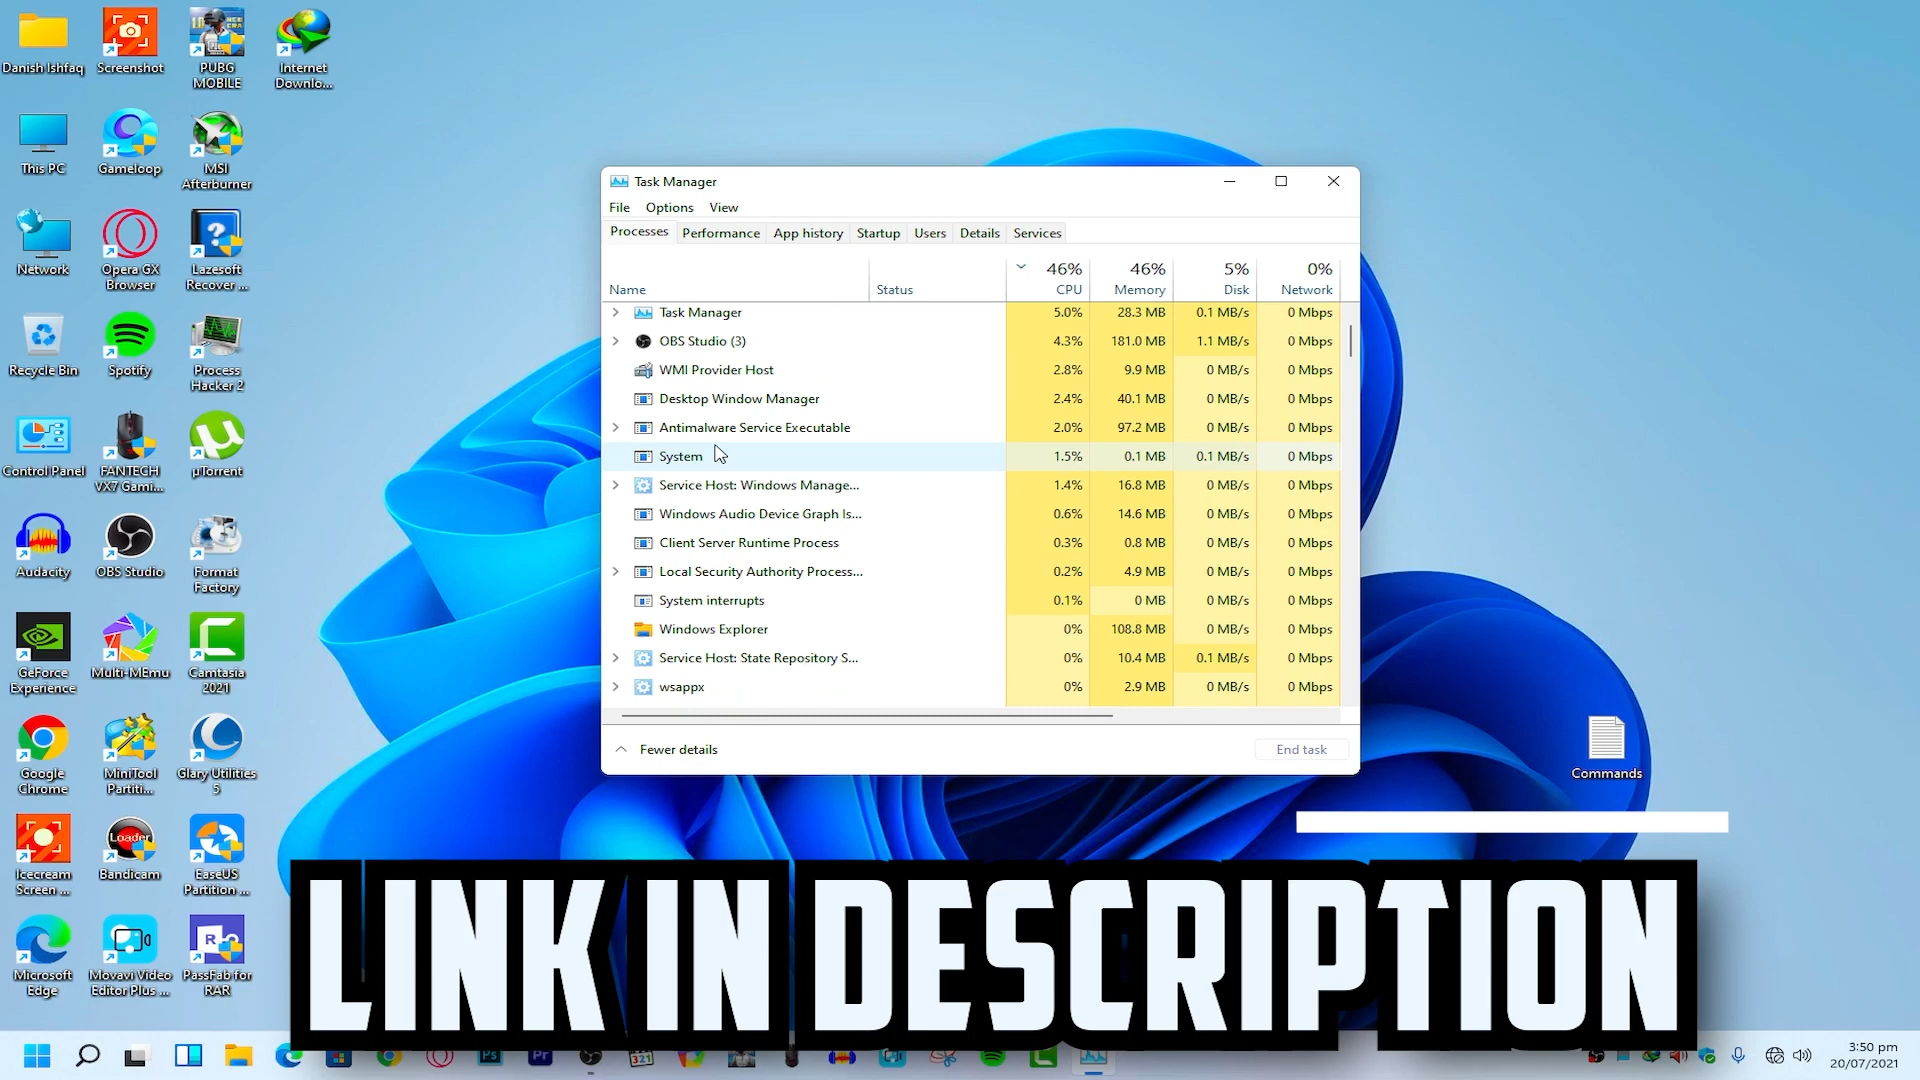 Danish Ishfaq
Screenshot
PUBG
MOBILE
Internet
Downlo...
This PC
Gameloop
MSI
Afterburner
Network
Opera GX
Browser
Lazesoft
Recover ...
Recycle Bin
Spotify
Process
Hacker 2
Control Panel
FANTECH
VX7 Gami...
µTorrent
Audacity
OBS Studio
Format
Factory
GeForce
Experience
Multi-MEmu
Camtasia
2021
Google
Chrome
MiniTool
Partiti...
Glary Utilities
5
Icecream
Screen ...
Loader
Bandicam
EaseUS
Partition ...
Microsoft
Edge
Movavi Video
Editor Plus ...
PassFab for
RAR
Task Manager
File Options View
Processes Performance App history Startup Users Details Services
46% 46% 5% 0%
Name Status CPU Memory Disk Network
Task Manager 5.0% 28.3 MB 0.1 MB/s 0 Mbps
OBS Studio (3) 4.3% 181.0 MB 1.1 MB/s 0 Mbps
WMI Provider Host 2.8% 9.9 MB 0 MB/s 0 Mbps
Desktop Window Manager 2.4% 40.1 MB 0 MB/s 0 Mbps
Antimalware Service Executable 2.0% 97.2 MB 0 MB/s 0 Mbps
System 1.5% 0.1 MB 0.1 MB/s 0 Mbps
Service Host: Windows Manage... 1.4% 16.8 MB 0 MB/s 0 Mbps
Windows Audio Device Graph Is... 0.6% 14.6 MB 0 MB/s 0 Mbps
Client Server Runtime Process 0.3% 0.8 MB 0 MB/s 0 Mbps
Local Security Authority Process... 0.2% 4.9 MB 0 MB/s 0 Mbps
System interrupts 0.1% 0 MB 0 MB/s 0 Mbps
Windows Explorer 0% 108.8 MB 0 MB/s 0 Mbps
Service Host: State Repository S... 0% 10.4 MB 0.1 MB/s 0 Mbps
wsappx 0% 2.9 MB 0 MB/s 0 Mbps
Fewer details End task
Commands
LINK IN DESCRIPTION
Ps Pr 321
3:50 pm
20/07/2021